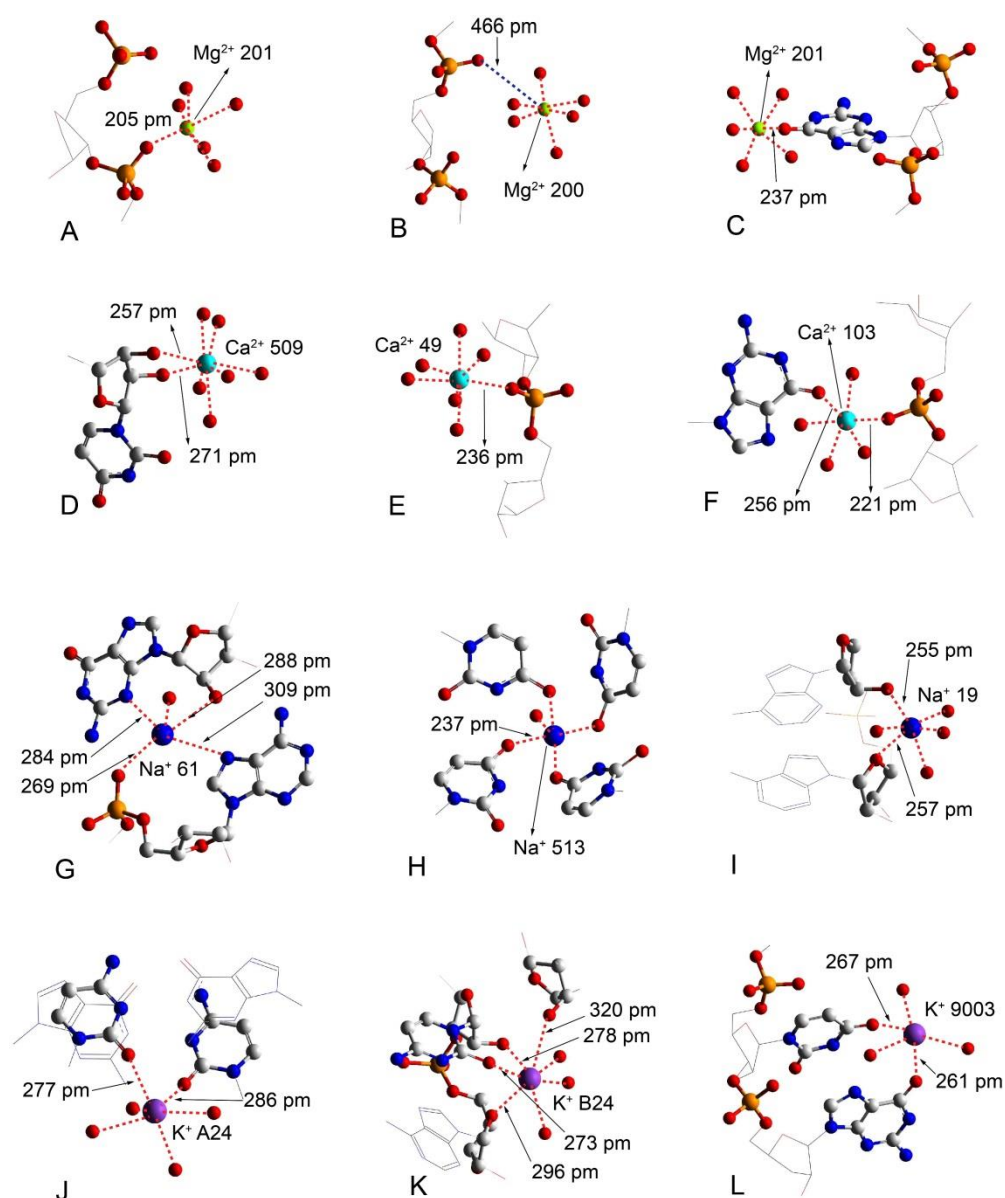 466 pm
Mg²⁺ 201
Mg²⁺ 201
205 pm
Mg²⁺ 200
237 pm
A
B
C
257 pm
Ca²⁺ 509
Ca²⁺ 49
Ca²⁺ 103
271 pm
236 pm
D
E
F
256 pm
221 pm
288 pm
309 pm
255 pm
Na⁺ 19
237 pm
284 pm
Na⁺ 61
269 pm
257 pm
Na⁺ 513
G
H
I
267 pm
320 pm
K⁺ 9003
278 pm
277 pm
286 pm
261 pm
K⁺ A24
K⁺ B24
273 pm
296 pm
J
K
L